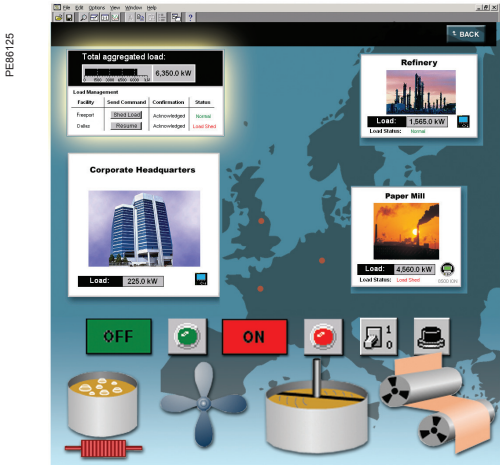 PE86125
File Edit Options View Window Help
BACK
Total aggregated load:
6,350.0 kW
Load Management
Facility Send Command Confirmation Status
Freeport Shed Load Acknowledged Normal
Dallas Resume Acknowledged Load Shed
Refinery
Load: 1,565.0 kW
Load Status: Normal
Corporate Headquarters
Load: 225.0 kW
Paper Mill
Load: 4,560.0 kW
Load Status: Load Shed
8600 ION
OFF
ON
1
0